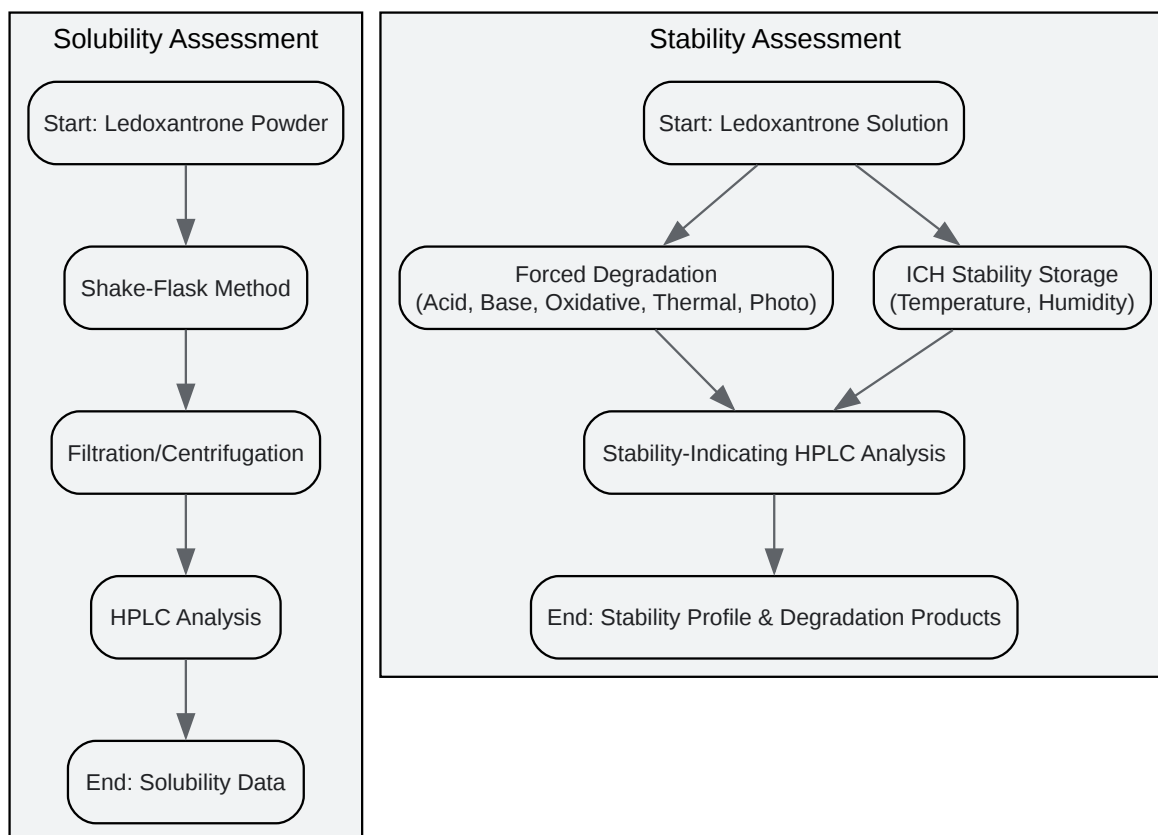 Solubility Assessment
Start: Ledoxantrone Powder
Shake-Flask Method
Filtration/Centrifugation
HPLC Analysis
End: Solubility Data
Stability Assessment
Start: Ledoxantrone Solution
Forced Degradation
(Acid, Base, Oxidative, Thermal, Photo)
ICH Stability Storage
(Temperature, Humidity)
Stability-Indicating HPLC Analysis
End: Stability Profile & Degradation Products